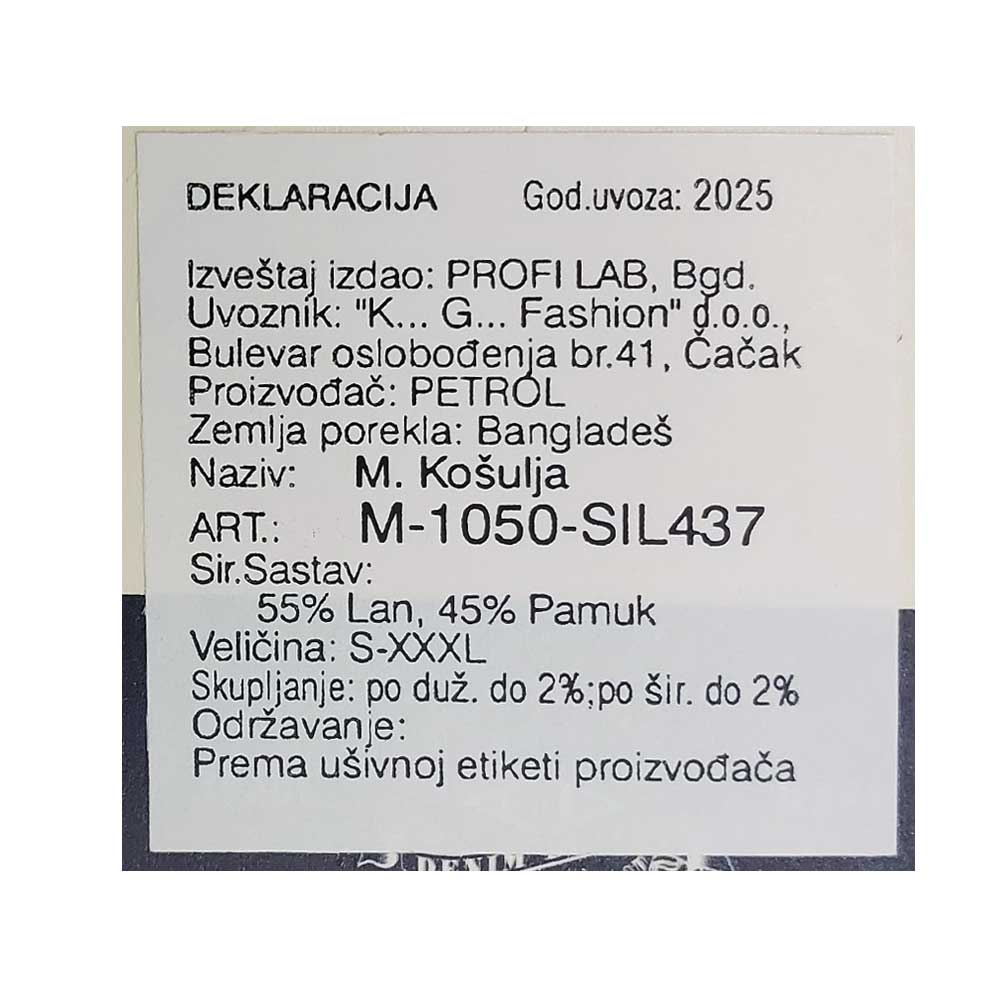 DEKLARACIJA God.uvoza: 2025
Izveštaj izdao: PROFI LAB, Bgd.
Uvoznik: "K... G... Fashion" d.o.o.,
Bulevar oslobođenja br.41, Čačak
Proizvođač: PETROL
Zemlja porekla: Bangladeš
Naziv: M. Košulja
ART.: M-1050-SIL437
Sir.Sastav:
55% Lan, 45% Pamuk
Veličina: S-XXXL
Skupljanje: po duž. do 2%;po šir. do 2%
Održavanje:
Prema ušivnoj etiketi proizvođača
DENIM